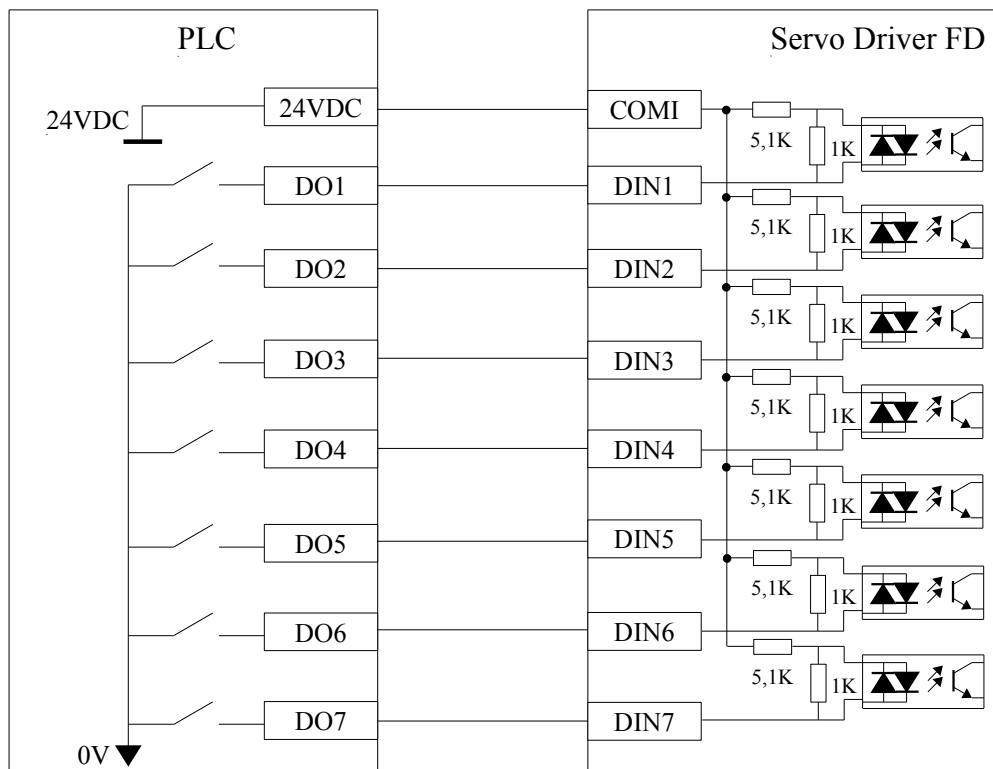 PLC
Servo Driver FD
24VDC
24VDC
COMI
5,1K
1K
DO1
DIN1
5,1K
1K
DO2
DIN2
5,1K
1K
DO3
DIN3
5,1K
1K
DO4
DIN4
5,1K
1K
DO5
DIN5
5,1K
1K
DO6
DIN6
5,1K
1K
DO7
DIN7
0V